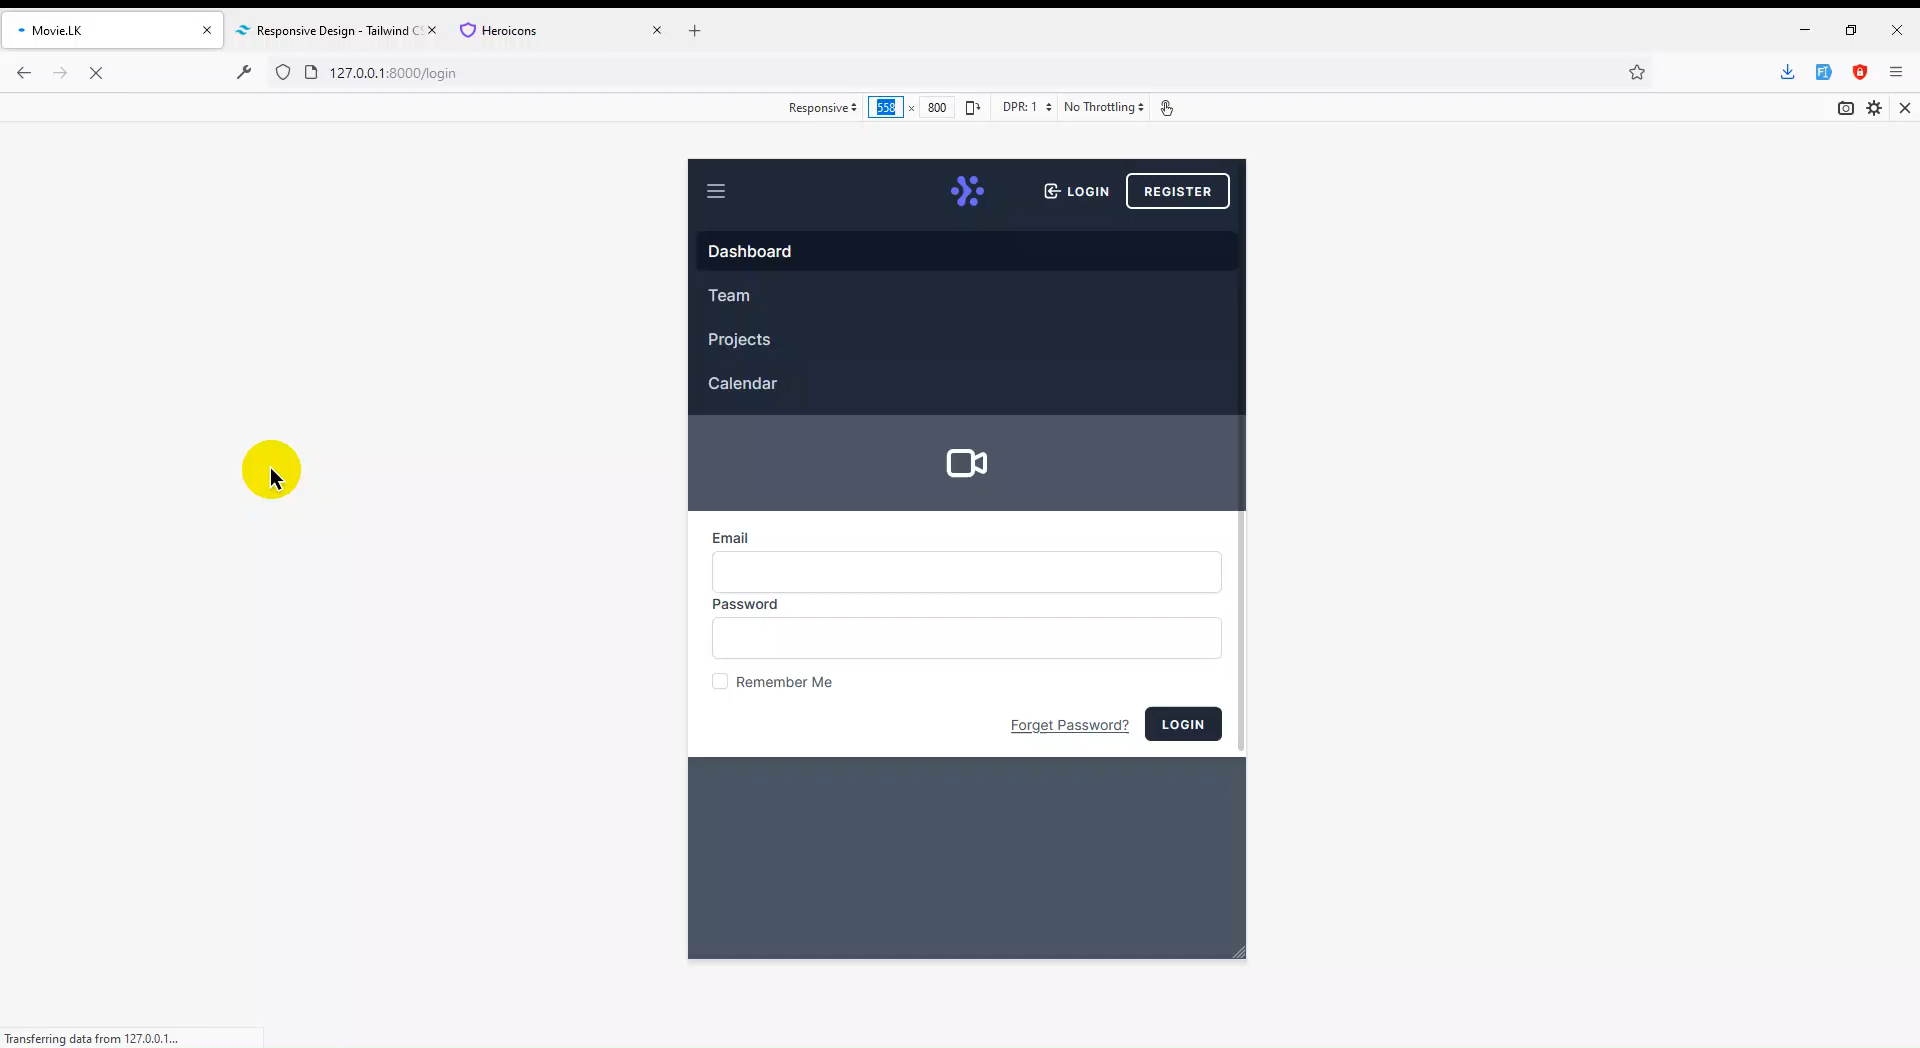 Movie.LK
Responsive Design - Tailwind CS
Heroicons
127.0.0.1:8000/login
Responsive 558 × 800 DPR: 1 No Throttling
LOGIN REGISTER
Dashboard
Team
Projects
Calendar
Email
Password
Remember Me
Forget Password? LOGIN
Transferring data from 127.0.0.1...